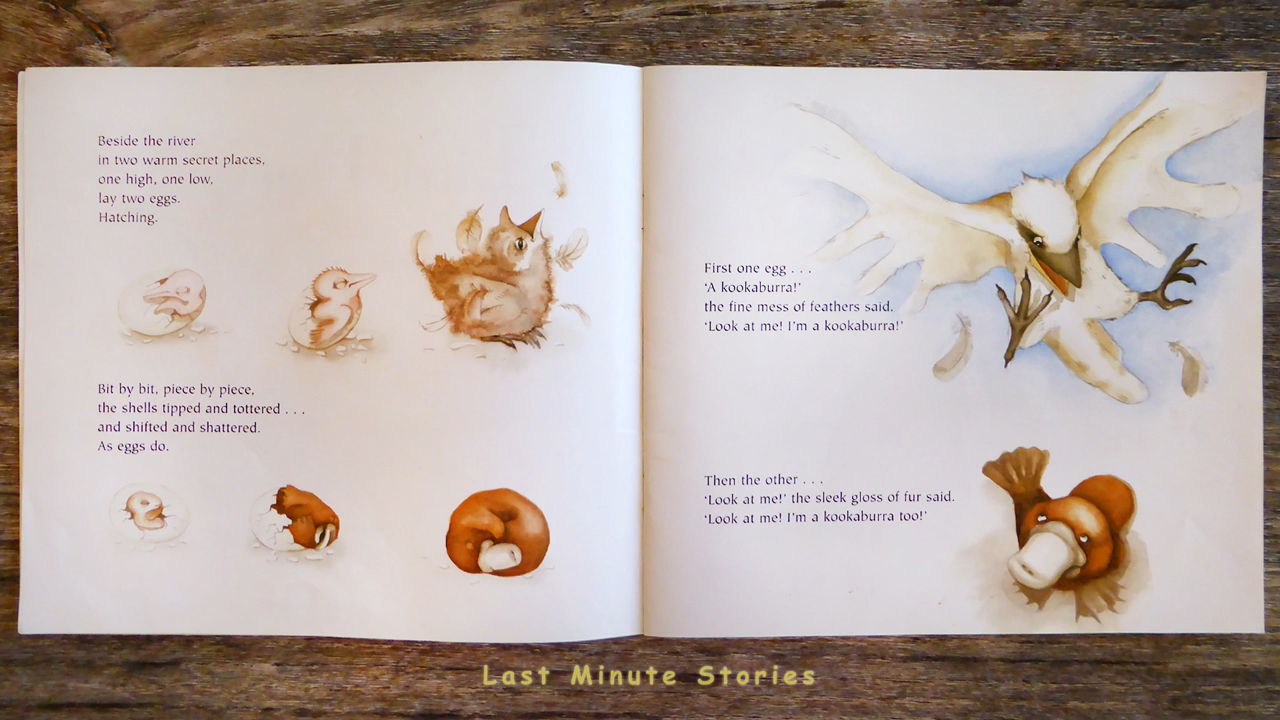 Beside the river
in two warm secret places,
one high, one low,
lay two eggs.
Hatching.
Bit by bit, piece by piece,
the shells tipped and tottered . . .
and shifted and shattered.
As eggs do.
First one egg . . .
‘A kookaburra!’
the fine mess of feathers said.
‘Look at me! I’m a kookaburra!’
Then the other . . .
‘Look at me!’ the sleek gloss of fur said.
‘Look at me! I’m a kookaburra too!’
Last Minute Stories